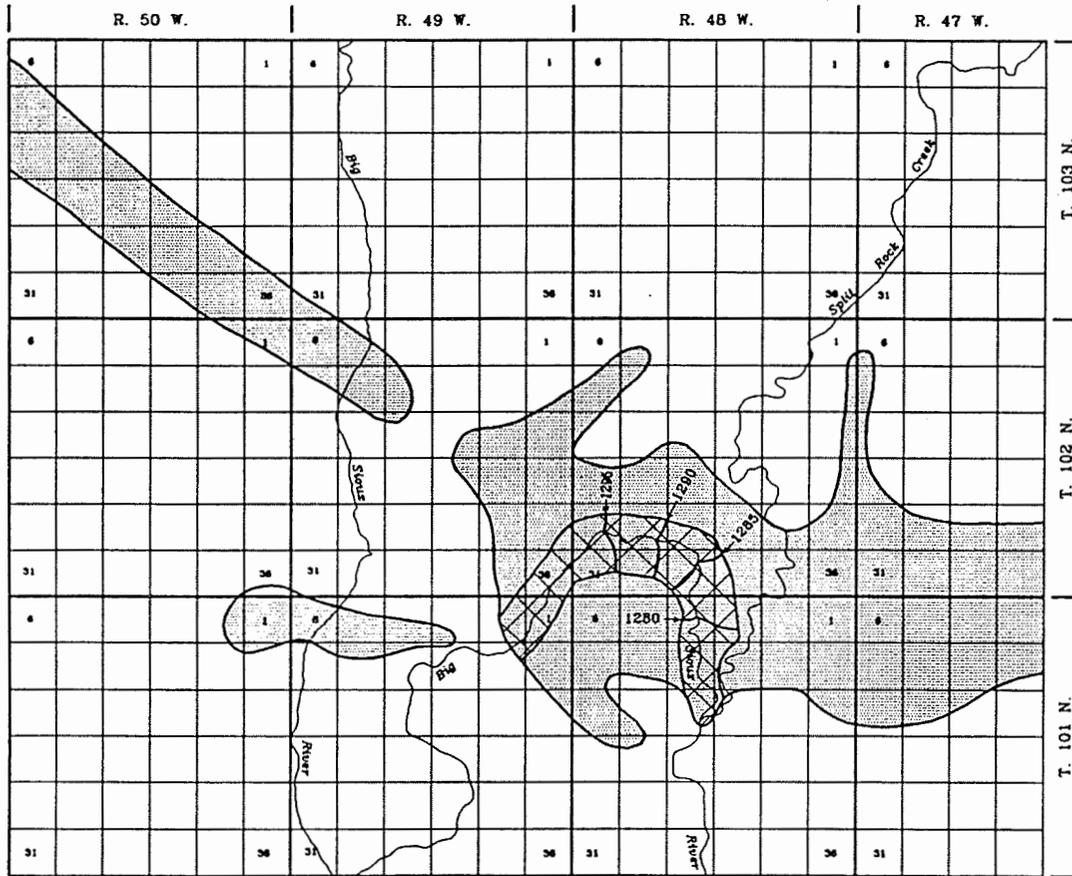 R. 50 W. R. 49 W. R. 48 W. R. 47 W.
6 1 6 1 6 1 6
Big
Creek
T. 103 N.
Rock
Split
31 36 31 36 31 36 31
6 1 6 1 6 1 6
T. 102 N.
Sioux
1295
1290
1285
31 36 31 36 31 36 31
6 1 6 1 6 1280 1 6
Sioux
Big
T. 101 N.
River
River
31 36 31 36 31 36 31